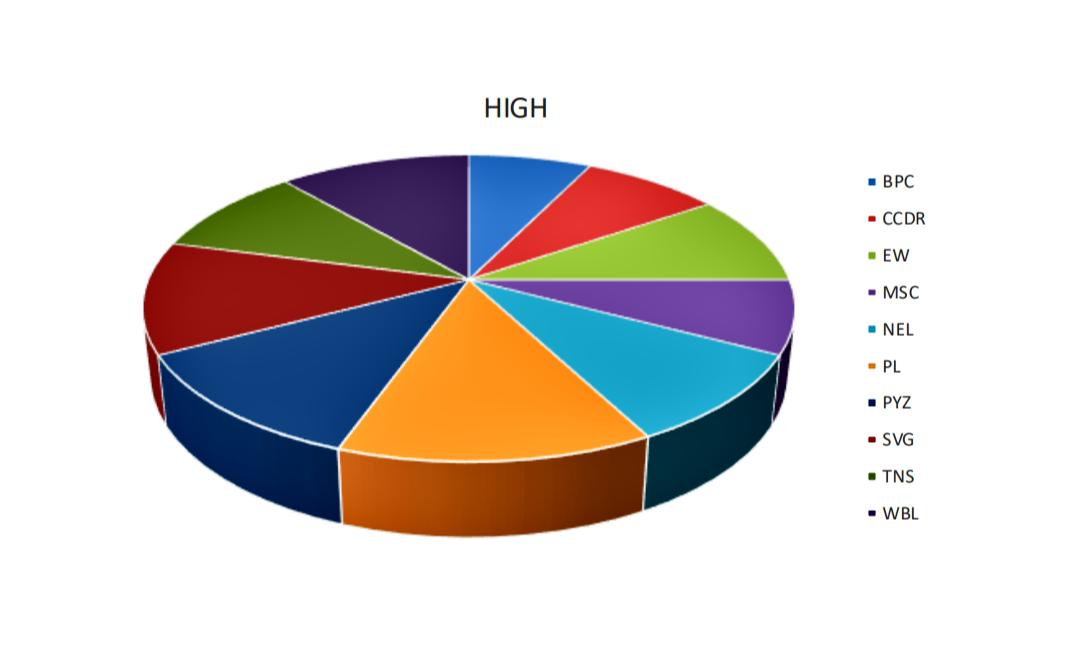 HIGH
BPC
CCDR
EW
MSC
NEL
PL
PYZ
SVG
TNS
WBL